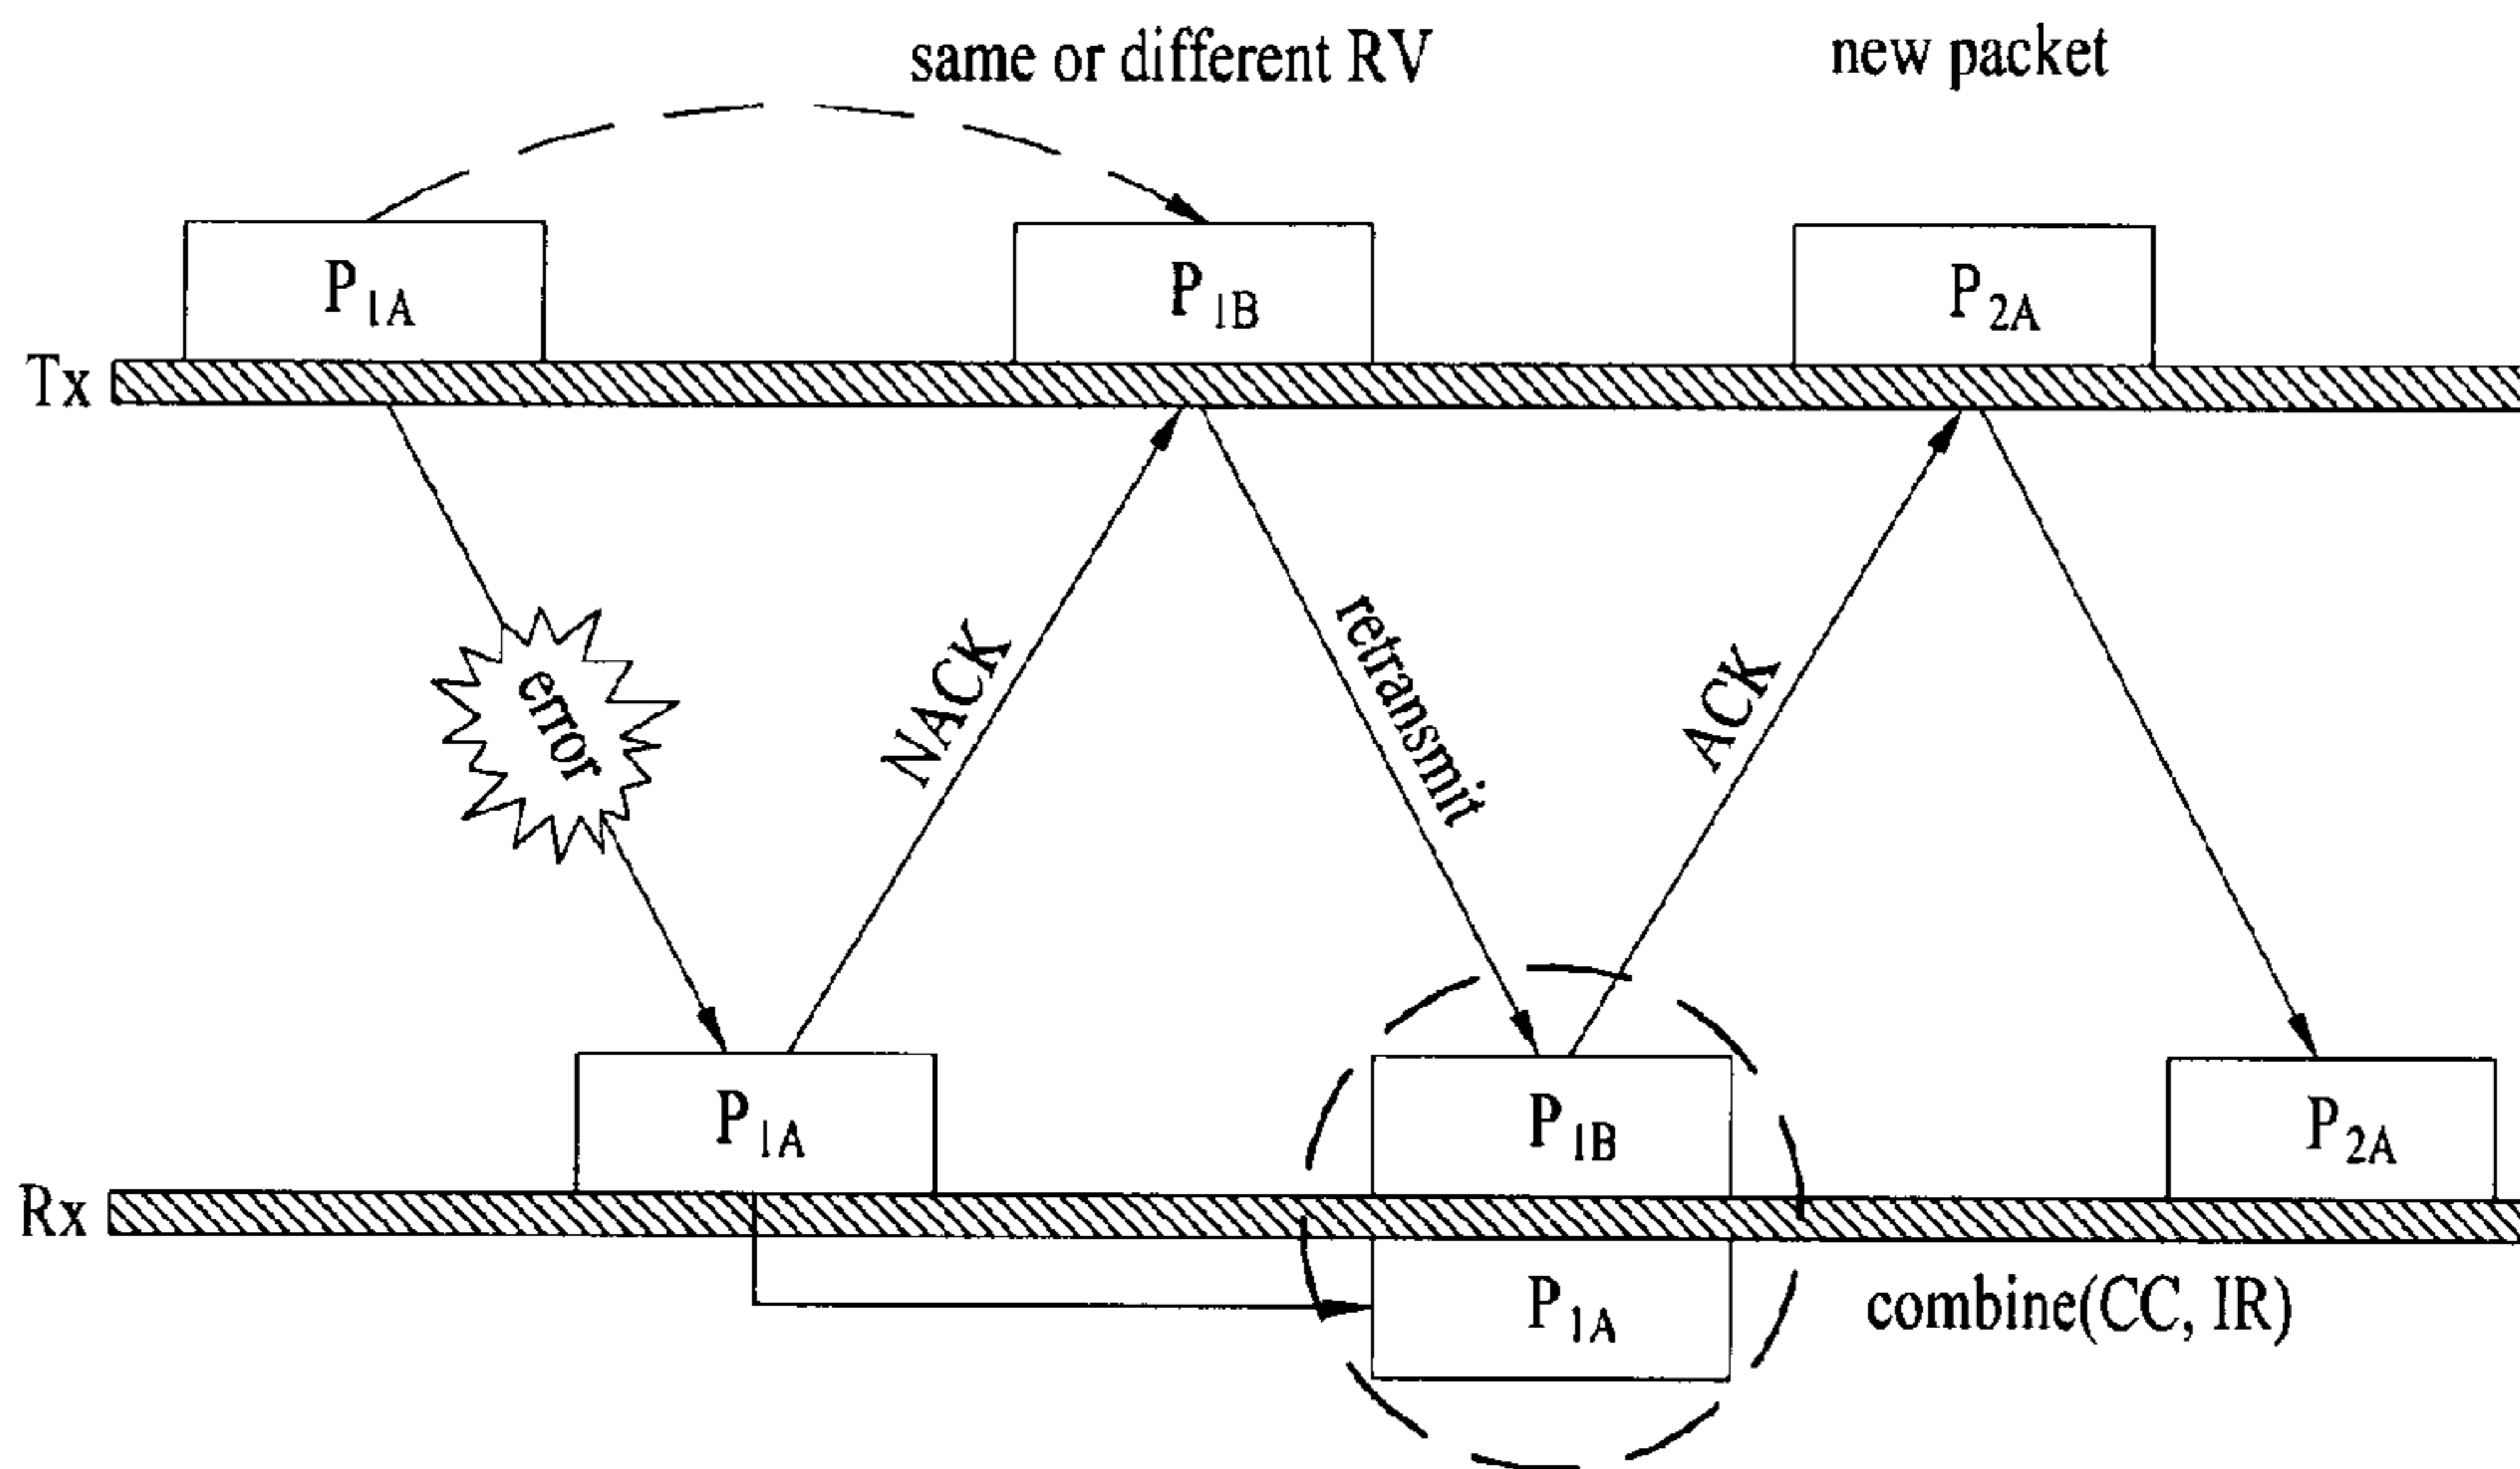 same or different RV
new packet
P1A
P1B
P2A
Tx
error
NACK
retransmit
ACK
P1A
P1B
P2A
Rx
P1A
combine(CC, IR)